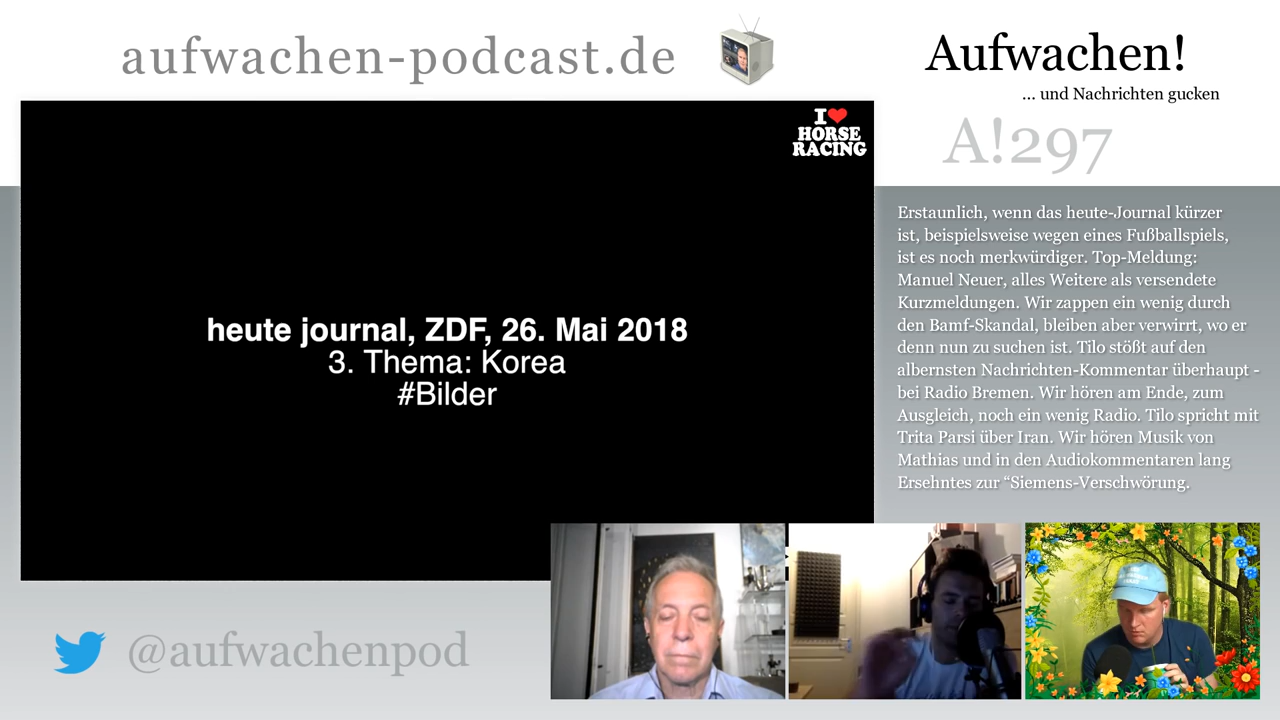 aufwachen-podcast.de
Aufwachen!
... und Nachrichten gucken
A!297
I
HORSE
RACING
heute journal, ZDF, 26. Mai 2018
3. Thema: Korea
#Bilder
Erstaunlich, wenn das heute-Journal kürzer
ist, beispielsweise wegen eines Fußballspiels,
ist es noch merkwürdiger. Top-Meldung:
Manuel Neuer, alles Weitere als versendete
Kurzmeldungen. Wir zappen ein wenig durch
den Bamf-Skandal, bleiben aber verwirrt, wo er
denn nun zu suchen ist. Tilo stößt auf den
albernsten Nachrichten-Kommentar überhaupt -
bei Radio Bremen. Wir hören am Ende, zum
Ausgleich, noch ein wenig Radio. Tilo spricht mit
Trita Parsi über Iran. Wir hören Musik von
Mathias und in den Audiokommentaren lang
Ersehntes zur “Siemens-Verschwörung.
@aufwachenpod